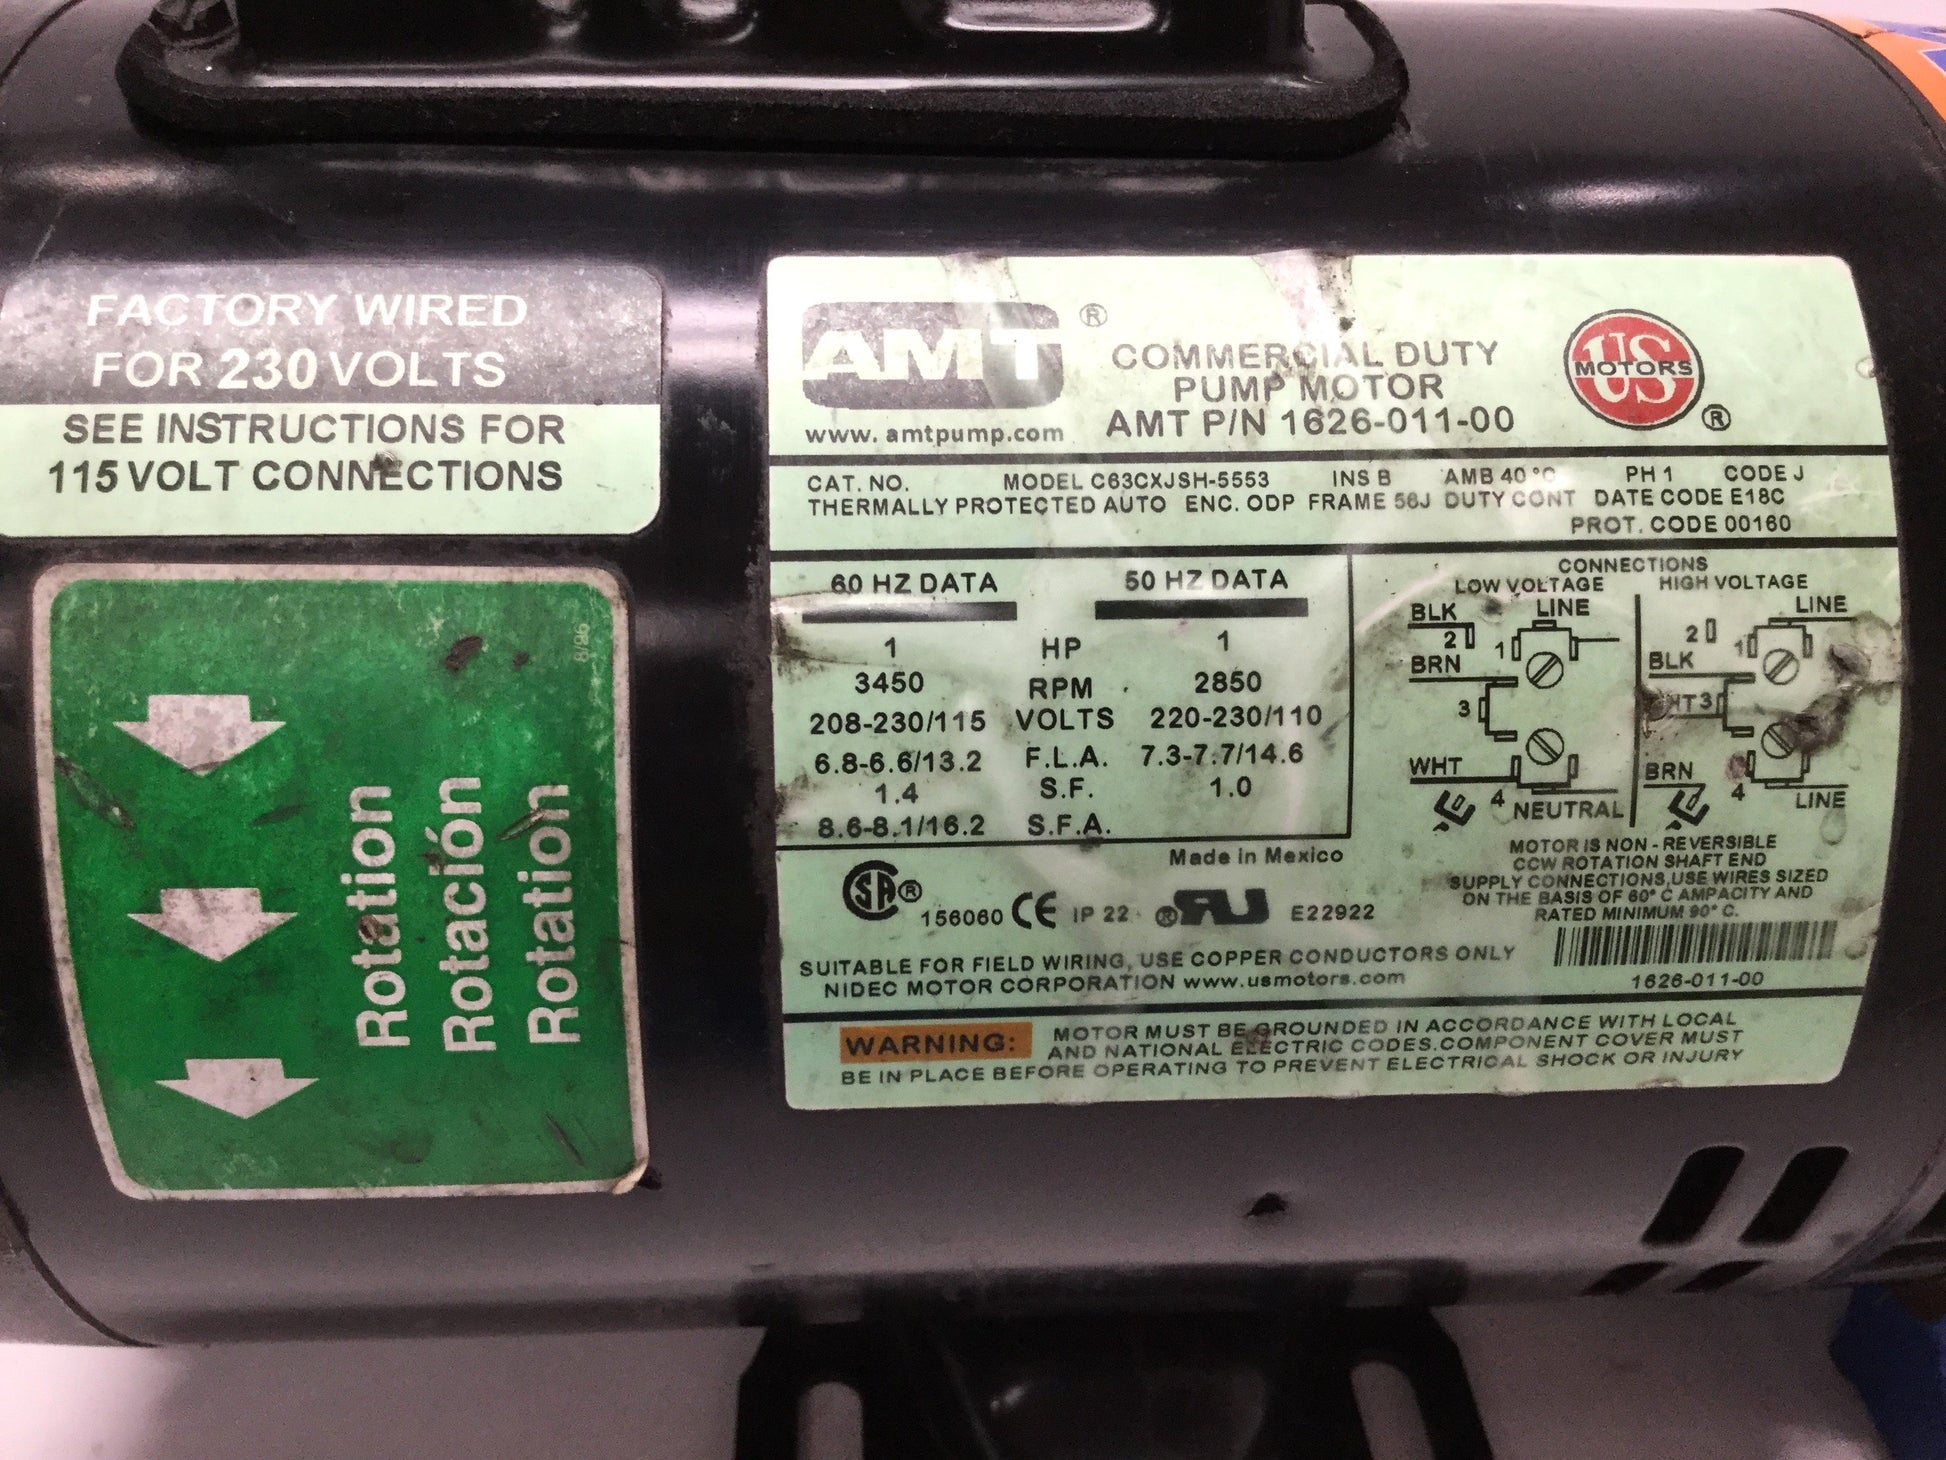 FACTORY WIRED
FOR 230 VOLTS
SEE INSTRUCTIONS FOR
115 VOLT CONNECTIONS
8/86
Rotation
Rotación
Rotation
AMT ®
www.amtpump.com
COMMERCIAL DUTY
PUMP MOTOR
AMT P/N 1626-011-00
US MOTORS ®
CAT. NO. MODEL C63CXJSH-5553 INS B AMB 40 °C PH 1 CODE J
THERMALLY PROTECTED AUTO ENC. ODP FRAME 56J DUTY CONT DATE CODE E18C
PROT. CODE 00160
60 HZ DATA 50 HZ DATA
1 HP 1
3450 RPM 2850
208-230/115 VOLTS 220-230/110
6.8-6.6/13.2 F.L.A. 7.3-7.7/14.6
1.4 S.F. 1.0
8.6-8.1/16.2 S.F.A.
CONNECTIONS
LOW VOLTAGE HIGH VOLTAGE
BLK LINE
2 1
BRN
3
WHT
4 NEUTRAL
LINE
2 1
BLK
3
BRN
4 LINE
MOTOR IS NON - REVERSIBLE
CCW ROTATION SHAFT END
SUPPLY CONNECTIONS,USE WIRES SIZED
ON THE BASIS OF 60° C AMPACITY AND
RATED MINIMUM 90° C.
Made in Mexico
SA ® 156060 CE IP 22 ® RU E22922
SUITABLE FOR FIELD WIRING, USE COPPER CONDUCTORS ONLY
NIDEC MOTOR CORPORATION www.usmotors.com
1626-011-00
WARNING: MOTOR MUST BE GROUNDED IN ACCORDANCE WITH LOCAL
AND NATIONAL ELECTRIC CODES.COMPONENT COVER MUST
BE IN PLACE BEFORE OPERATING TO PREVENT ELECTRICAL SHOCK OR INJURY